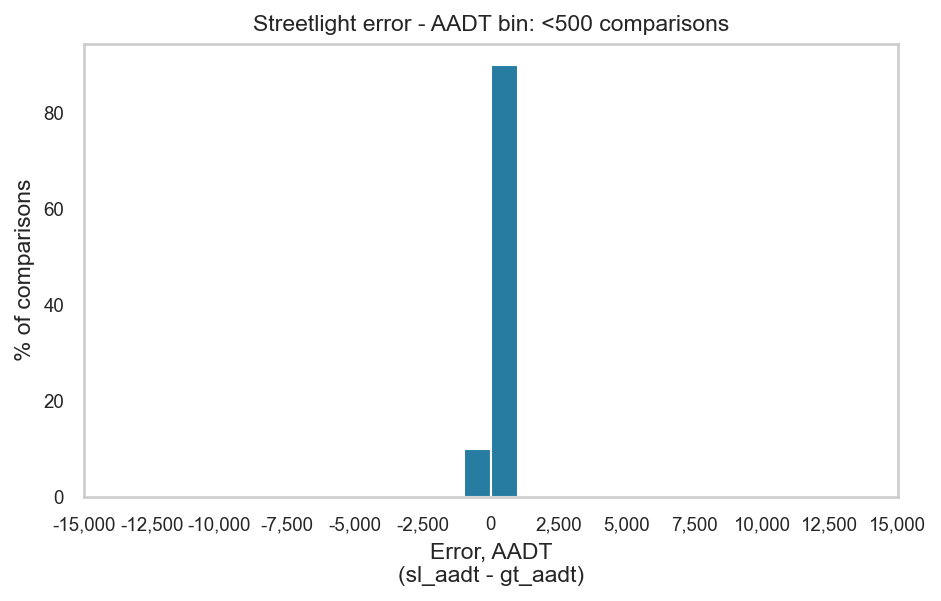 Streetlight error - AADT bin: <500 comparisons
% of comparisons
80
60
40
20
0
-15,000 -12,500 -10,000 -7,500 -5,000 -2,500 0 2,500 5,000 7,500 10,000 12,500 15,000
Error, AADT
(sl_aadt - gt_aadt)